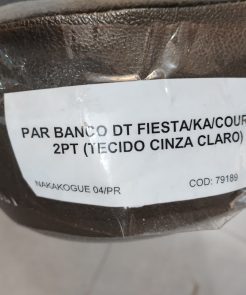 PAR BANCO DT FIESTA/KA/COUR
2PT (TECIDO CINZA CLARO)
NAKAKOGUE 04/PR
COD: 79189